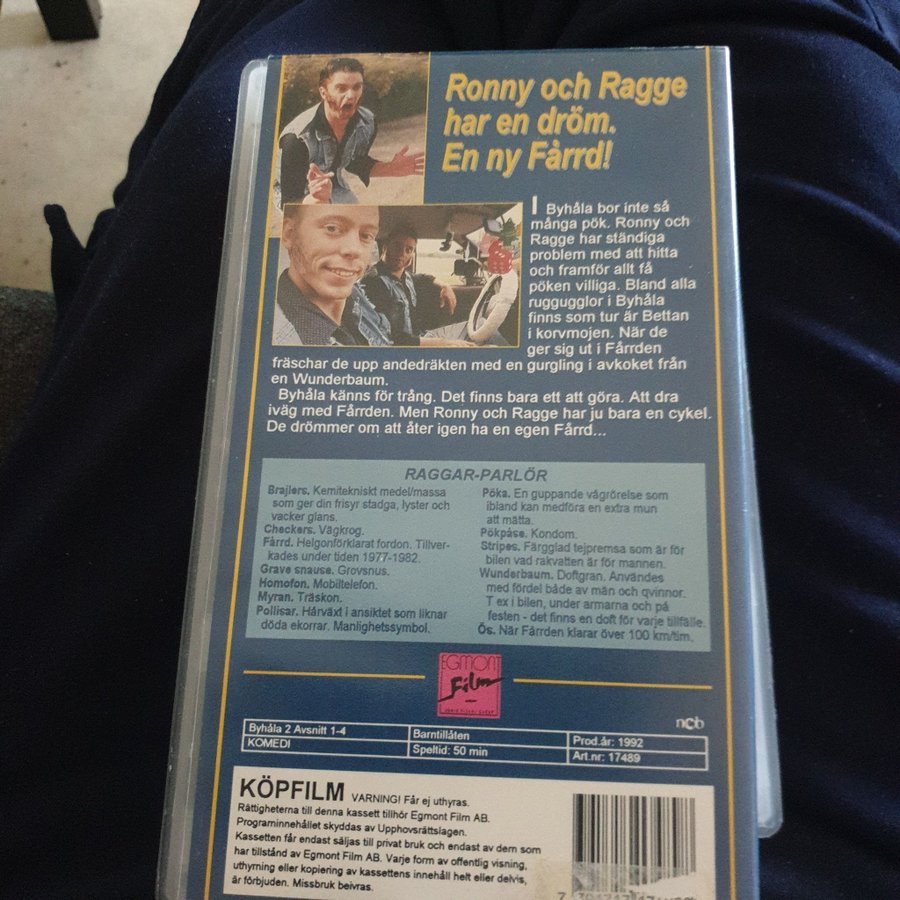 Ronny och Ragge
har en dröm.
En ny Fårrd!
I Byhåla bor inte så
många pök. Ronny och
Ragge har ständiga
problem med att hitta
och framför allt få
pöken villiga. Bland alla
ruggugglor i Byhåla
finns som tur är Bettan
i korvmojen. När de
ger sig ut i Fårrden
fräschar de upp andedräkten med en gurgling i avkoket från
en Wunderbaum.
Byhåla känns för trång. Det finns bara ett att göra. Att dra
iväg med Fårrden. Men Ronny och Ragge har ju bara en cykel.
De drömmer om att åter igen ha en egen Fårrd...
RAGGAR-PARLÖR
Brajlers. Kemitekniskt medel/massa
som ger din frisyr stadga, lyster och
vacker glans.
Checkers. Vägkrog.
Fårrd. Helgonförklarat fordon. Tillver-
kades under tiden 1977-1982.
Grave snause. Grovsnus.
Homofon. Mobiltelefon.
Myran. Träskon.
Pollisar. Hårväxt i ansiktet som liknar
döda ekorrar. Manlighetssymbol.
Pöka. En guppande vågrörelse som
ibland kan medföra en extra mun
att mätta.
Pökpåse. Kondom.
Stripes. Färgglad tejpremsa som är för
bilen vad rakvatten är för mannen.
Wunderbaum. Doftgran. Användes
med fördel både av män och qvinnor.
T ex i bilen, under armarna och på
festen - det finns en doft för varje tillfälle.
Ös. När Fårrden klarar över 100 km/tim.
EGMONT
Film
ncb
Byhåla 2 Avsnitt 1-4
KOMEDI
Barntillåten
Speltid: 50 min
Prod.år: 1992
Art.nr: 17489
KÖPFILM VARNING! Får ej uthyras.
Rättigheterna till denna kassett tillhör Egmont Film AB.
Programinnehållet skyddas av Upphovsrättslagen.
Kassetten får endast säljas till privat bruk och endast av dem som
har tillstånd av Egmont Film AB. Varje form av offentlig visning,
uthyrning eller kopiering av kassettens innehåll helt eller delvis,
är förbjuden. Missbruk beivras.